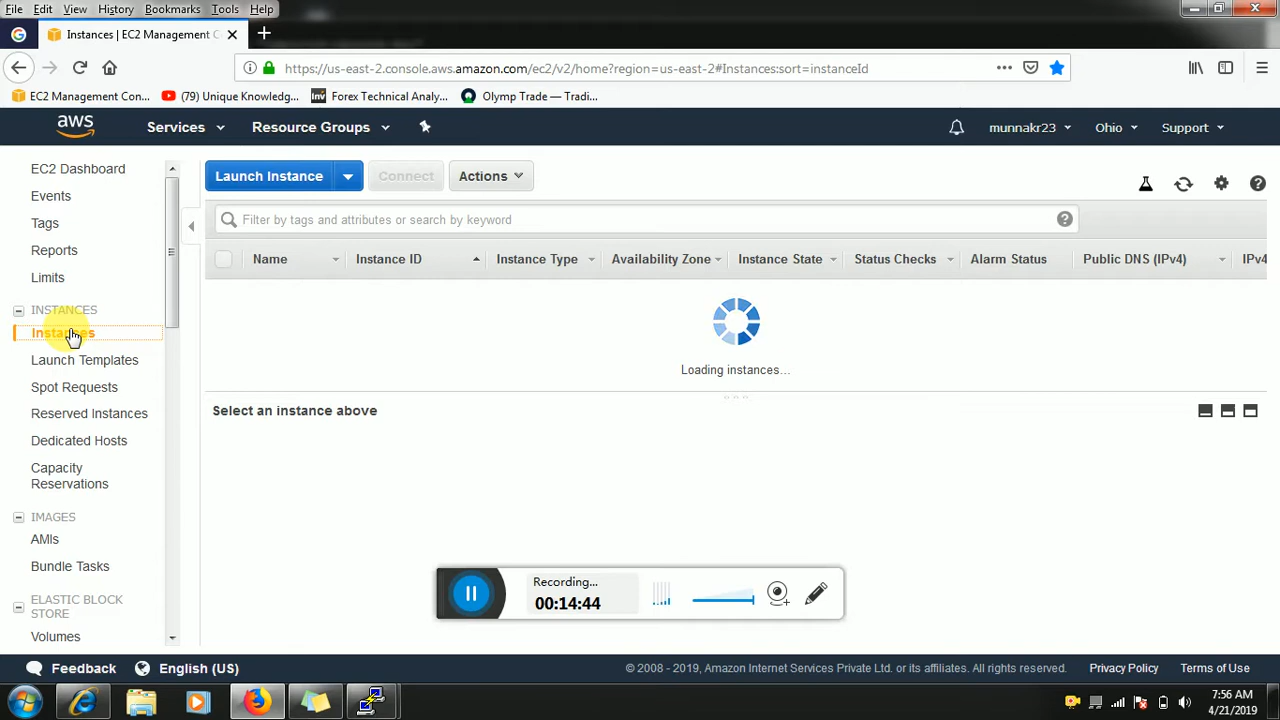 File Edit View History Bookmarks Tools Help
Instances | EC2 Management C
https://us-east-2.console.aws.amazon.com/ec2/v2/home?region=us-east-2#Instances:sort=instanceId
EC2 Management Con...
(79) Unique Knowledg...
Inv Forex Technical Analy...
Olymp Trade — Tradi...
aws
Services
Resource Groups
munnakr23
Ohio
Support
EC2 Dashboard
Events
Tags
Reports
Limits
INSTANCES
Instances
Launch Templates
Spot Requests
Reserved Instances
Dedicated Hosts
Capacity
Reservations
IMAGES
AMIs
Bundle Tasks
ELASTIC BLOCK
STORE
Volumes
Launch Instance
Connect
Actions
Filter by tags and attributes or search by keyword
Name
Instance ID
Instance Type
Availability Zone
Instance State
Status Checks
Alarm Status
Public DNS (IPv4)
IPv4
Loading instances...
Select an instance above
Recording...
00:14:44
Feedback
English (US)
© 2008 - 2019, Amazon Internet Services Private Ltd. or its affiliates. All rights reserved.
Privacy Policy
Terms of Use
7:56 AM
4/21/2019